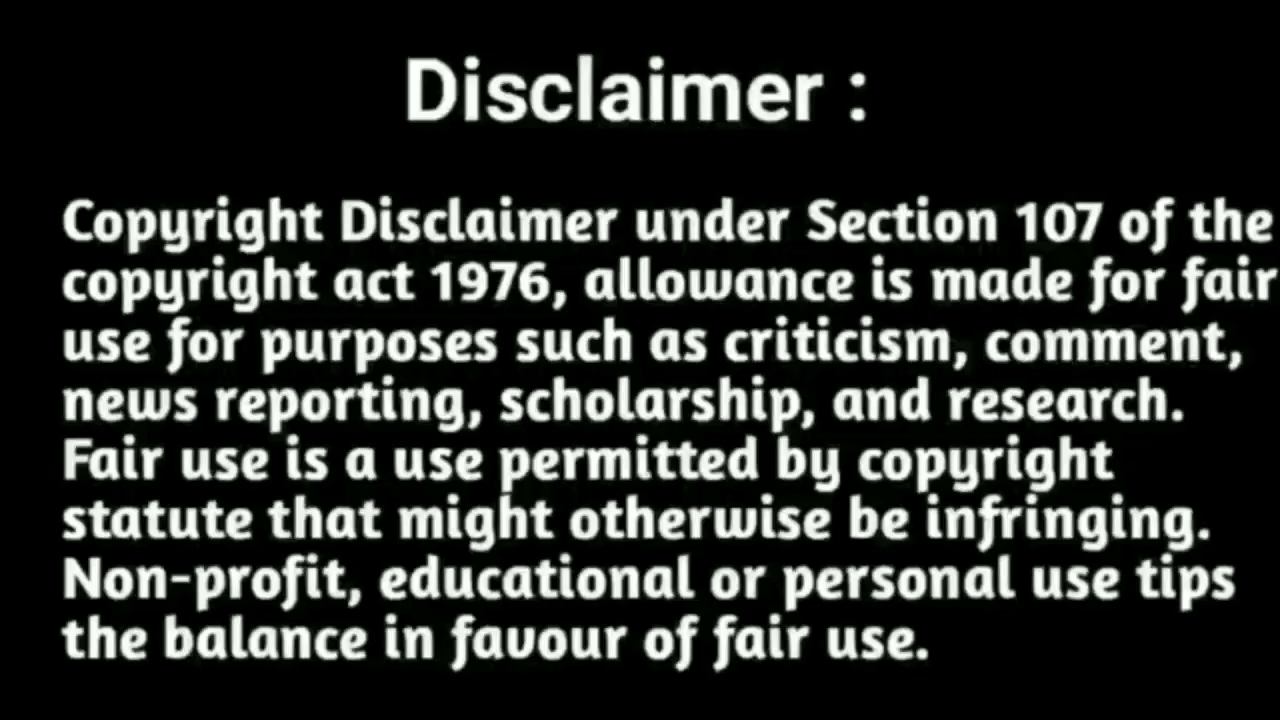 Disclaimer :
Copyright Disclaimer under Section 107 of the
copyright act 1976, allowance is made for fair
use for purposes such as criticism, comment,
news reporting, scholarship, and research.
Fair use is a use permitted by copyright
statute that might otherwise be infringing.
Non-profit, educational or personal use tips
the balance in favour of fair use.